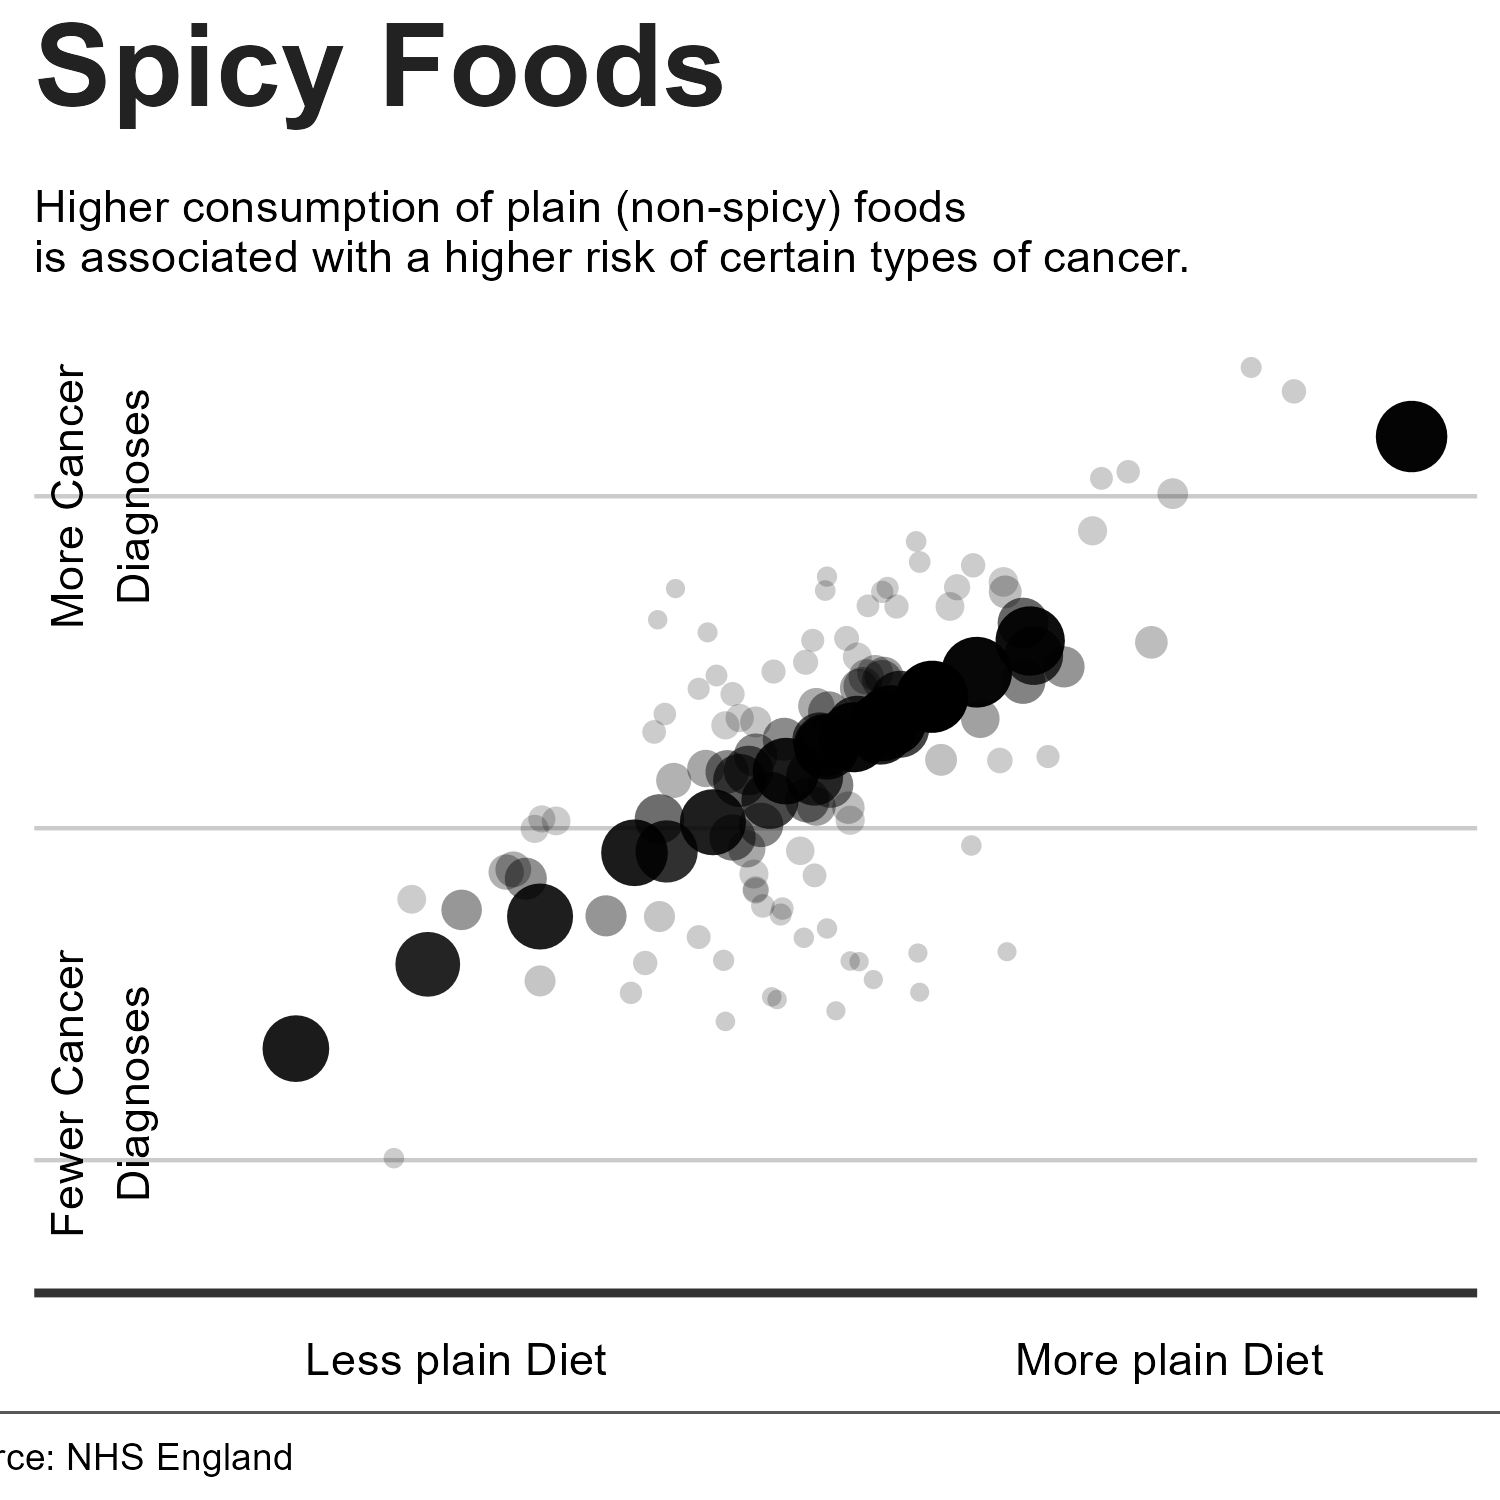 Spicy Foods
Higher consumption of plain (non-spicy) foods
is associated with a higher risk of certain types of cancer.
More Cancer
Diagnoses
Fewer Cancer
Diagnoses
Less plain Diet
More plain Diet
rce: NHS England